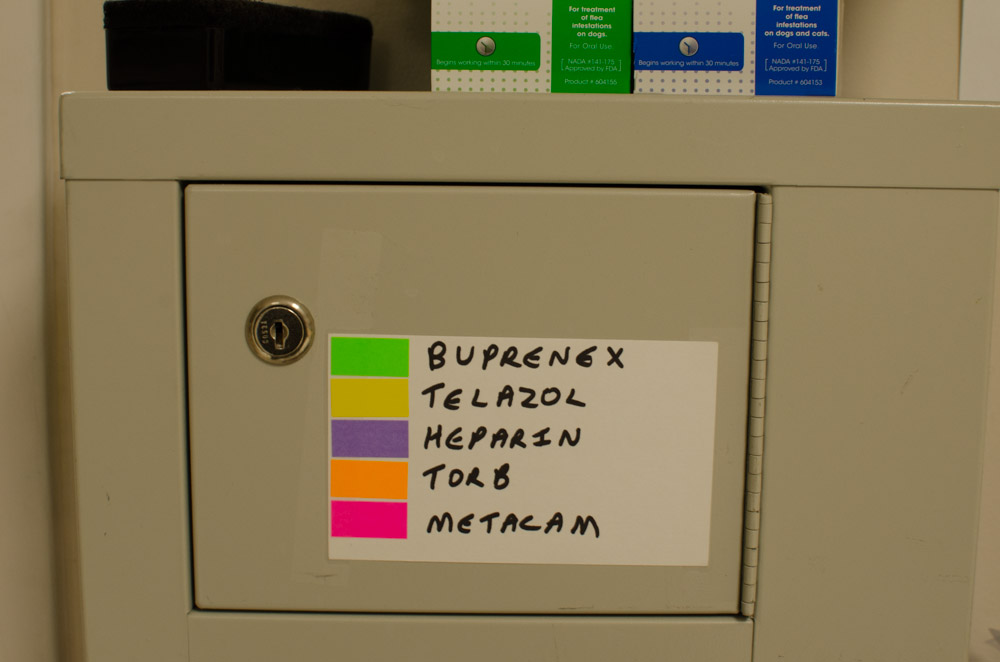 For treatment
of flea
infestations
on dogs.
For Oral Use
Begins working within 30 minutes
NADA #141-175
Approved by FDA
Product # 604155
For treatment
of flea
infestations
on dogs and cats.
For Oral Use
Begins working within 30 minutes
NADA #141-175
Approved by FDA
Product # 604153
BUPRENEX
TELAZOL
HEPARIN
TORB
METACAM